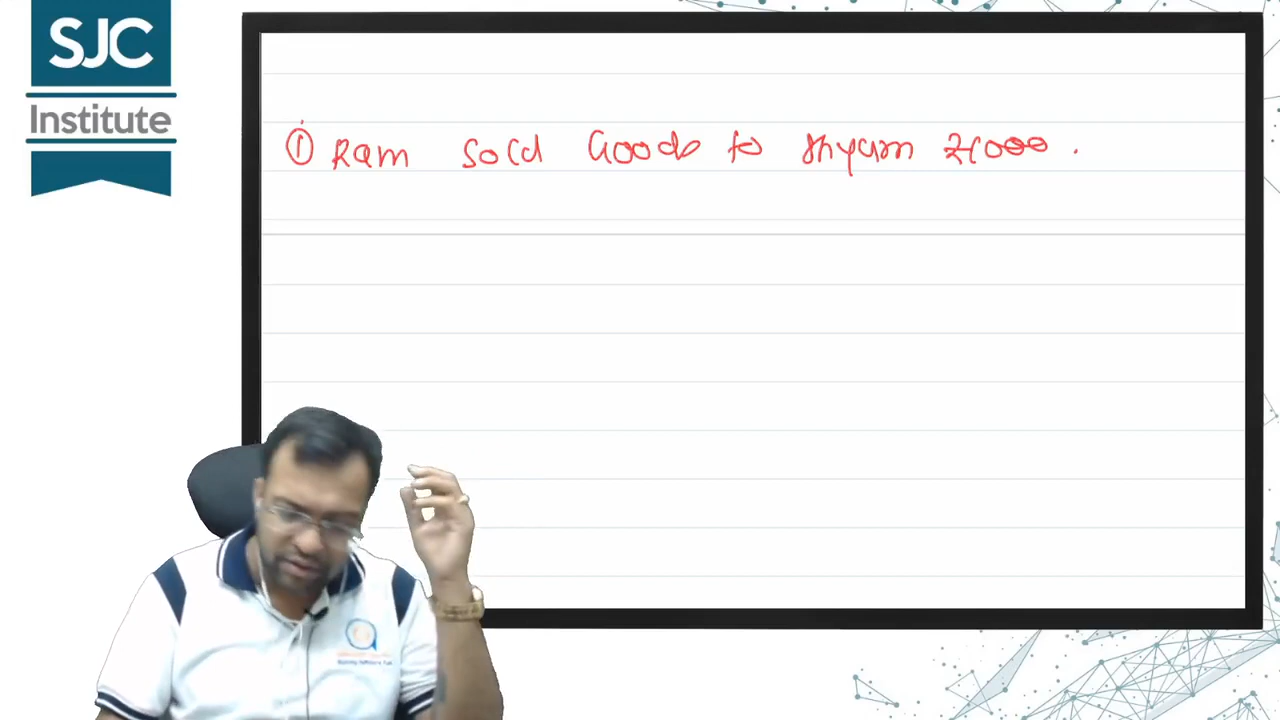 SJC
Institute
① Ram Sold Goods to Shyam ₹1000.